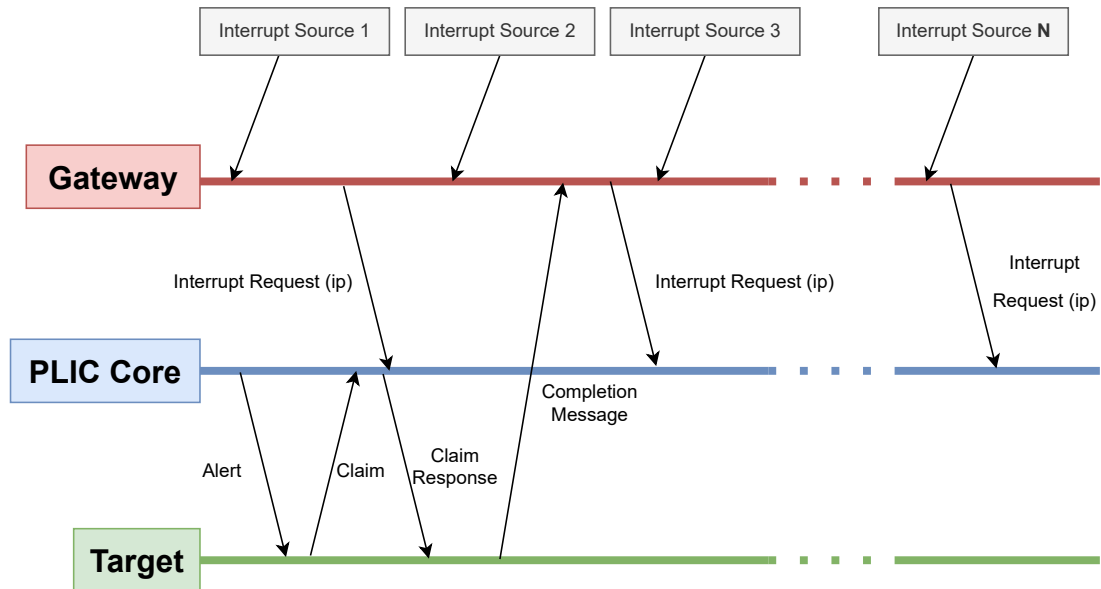 Interrupt Source 1
Interrupt Source 2
Interrupt Source 3
Interrupt Source N
Gateway
Interrupt Request (ip)
Interrupt Request (ip)
Interrupt
Request (ip)
PLIC Core
Completion
Message
Alert
Claim
Claim
Response
Target